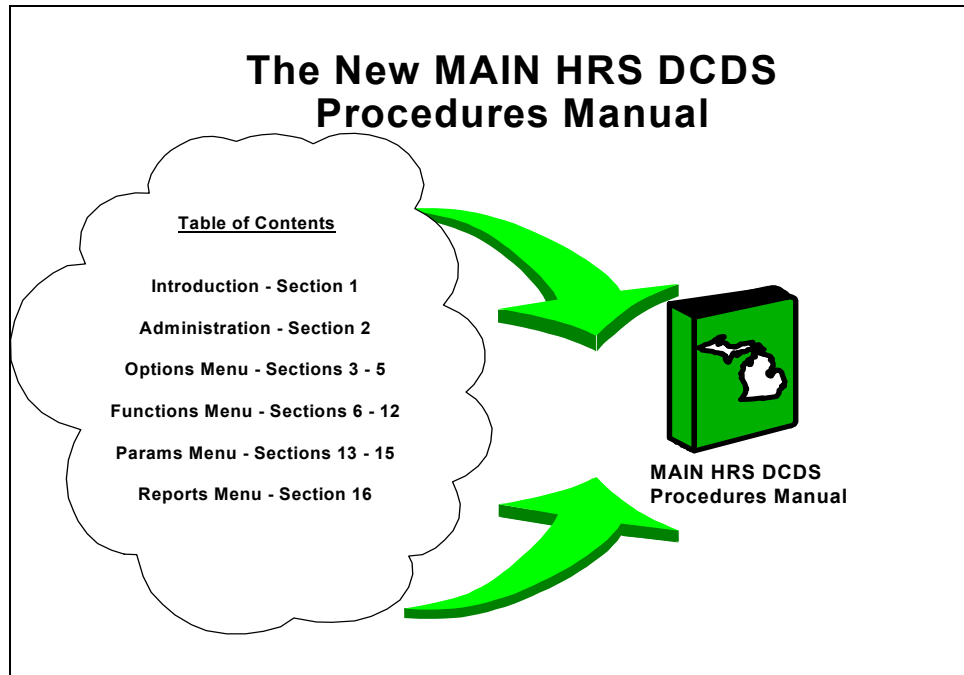 The New MAIN HRS DCDS
Procedures Manual
Table of Contents
Introduction - Section 1
Administration - Section 2
Options Menu - Sections 3 - 5
Functions Menu - Sections 6 - 12
Params Menu - Sections 13 - 15
Reports Menu - Section 16
MAIN HRS DCDS
Procedures Manual